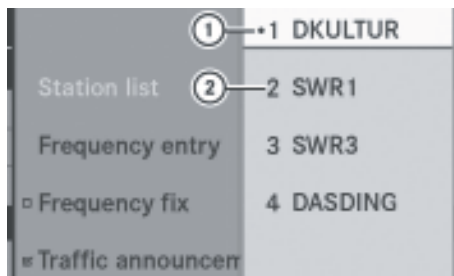 1 •1 DKULTUR
Station list 2 2 SWR1
Frequency entry 3 SWR3
Frequency fix 4 DASDING
Traffic announcem